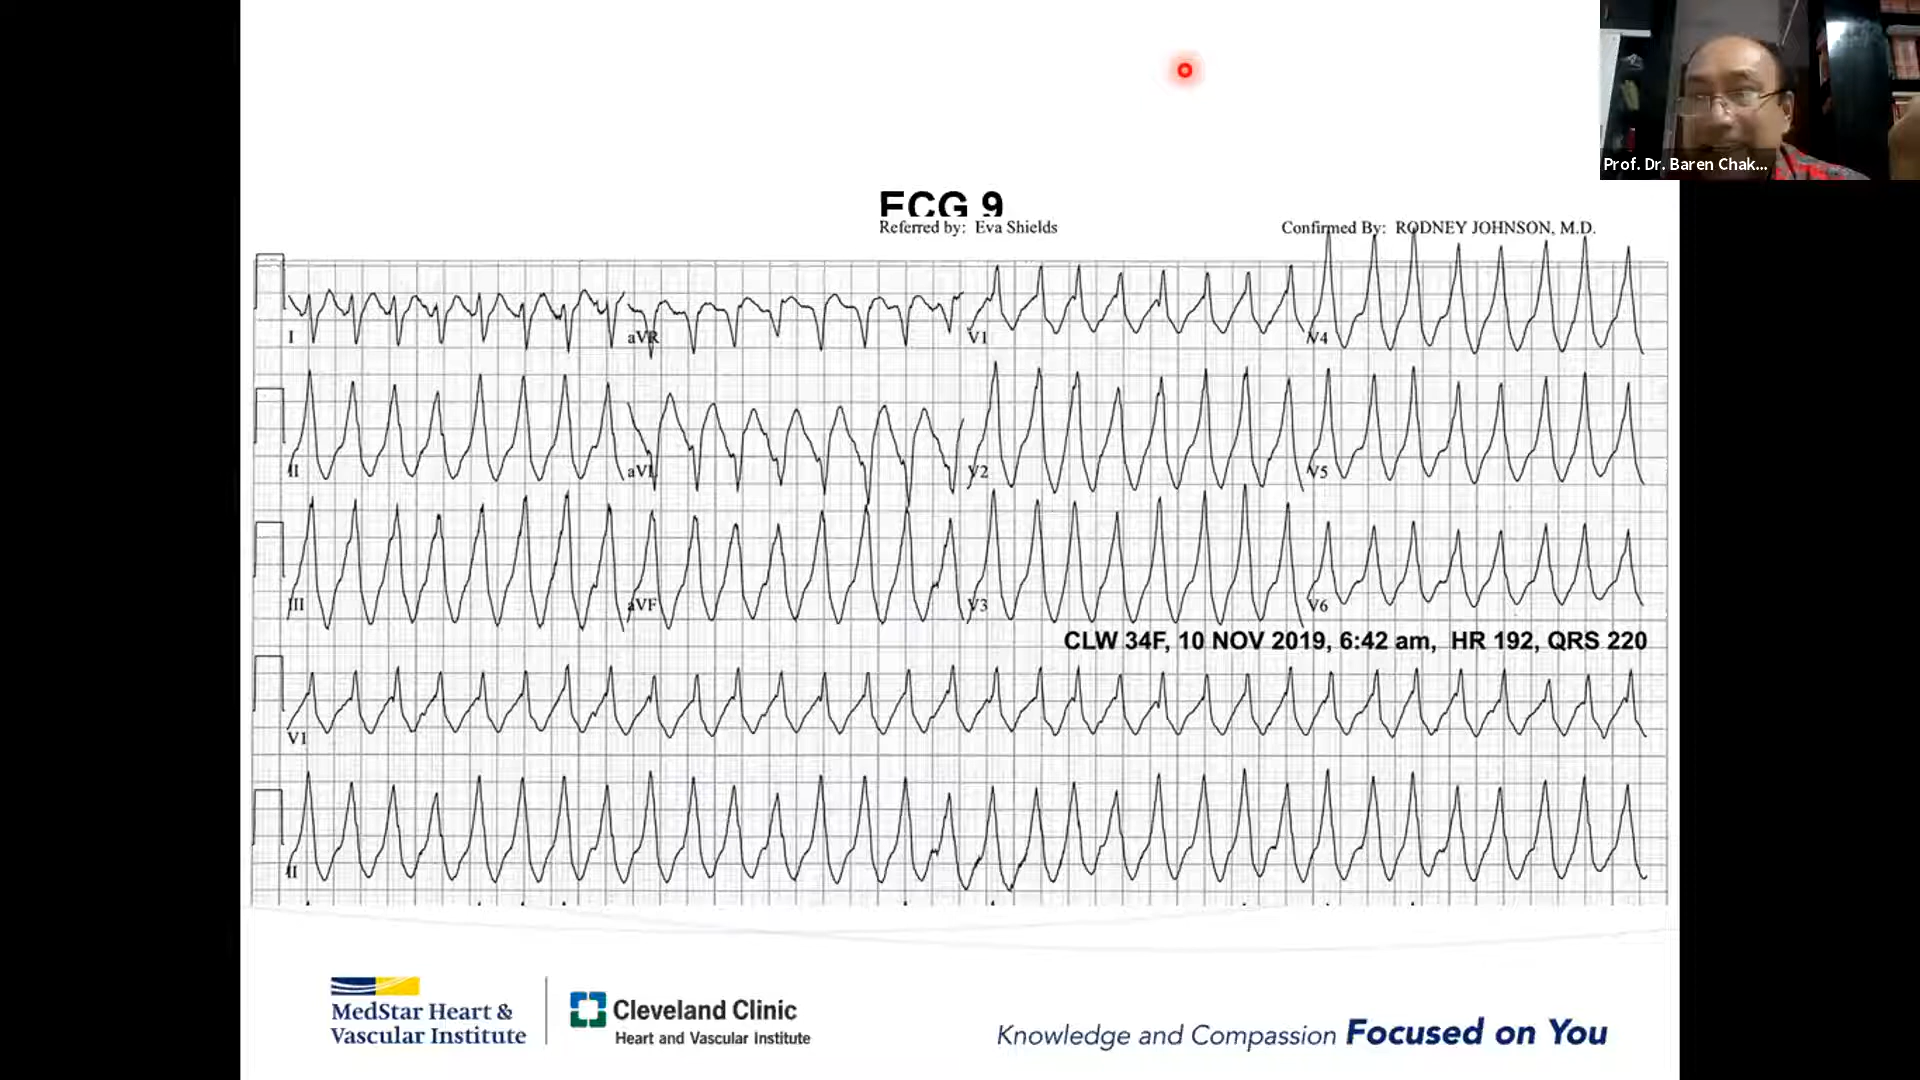 Prof. Dr. Baren Chak...
ECG 9
Referred by: Eva Shields
Confirmed By: RODNEY JOHNSON, M.D.
I aVR V1 V4
II aVL V2 V5
III aVF V3 V6
CLW 34F, 10 NOV 2019, 6:42 am, HR 192, QRS 220
V1
II
MedStar Heart &
Vascular Institute
Cleveland Clinic
Heart and Vascular Institute
Knowledge and Compassion Focused on You